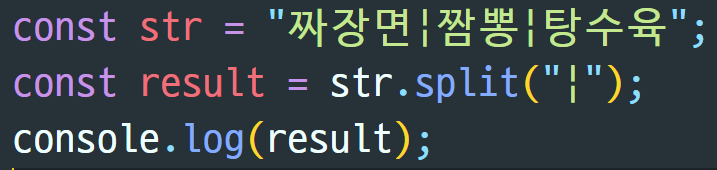 const str = "짜장면|짬뽕|탕수육";
const result = str.split("|");
console.log(result);